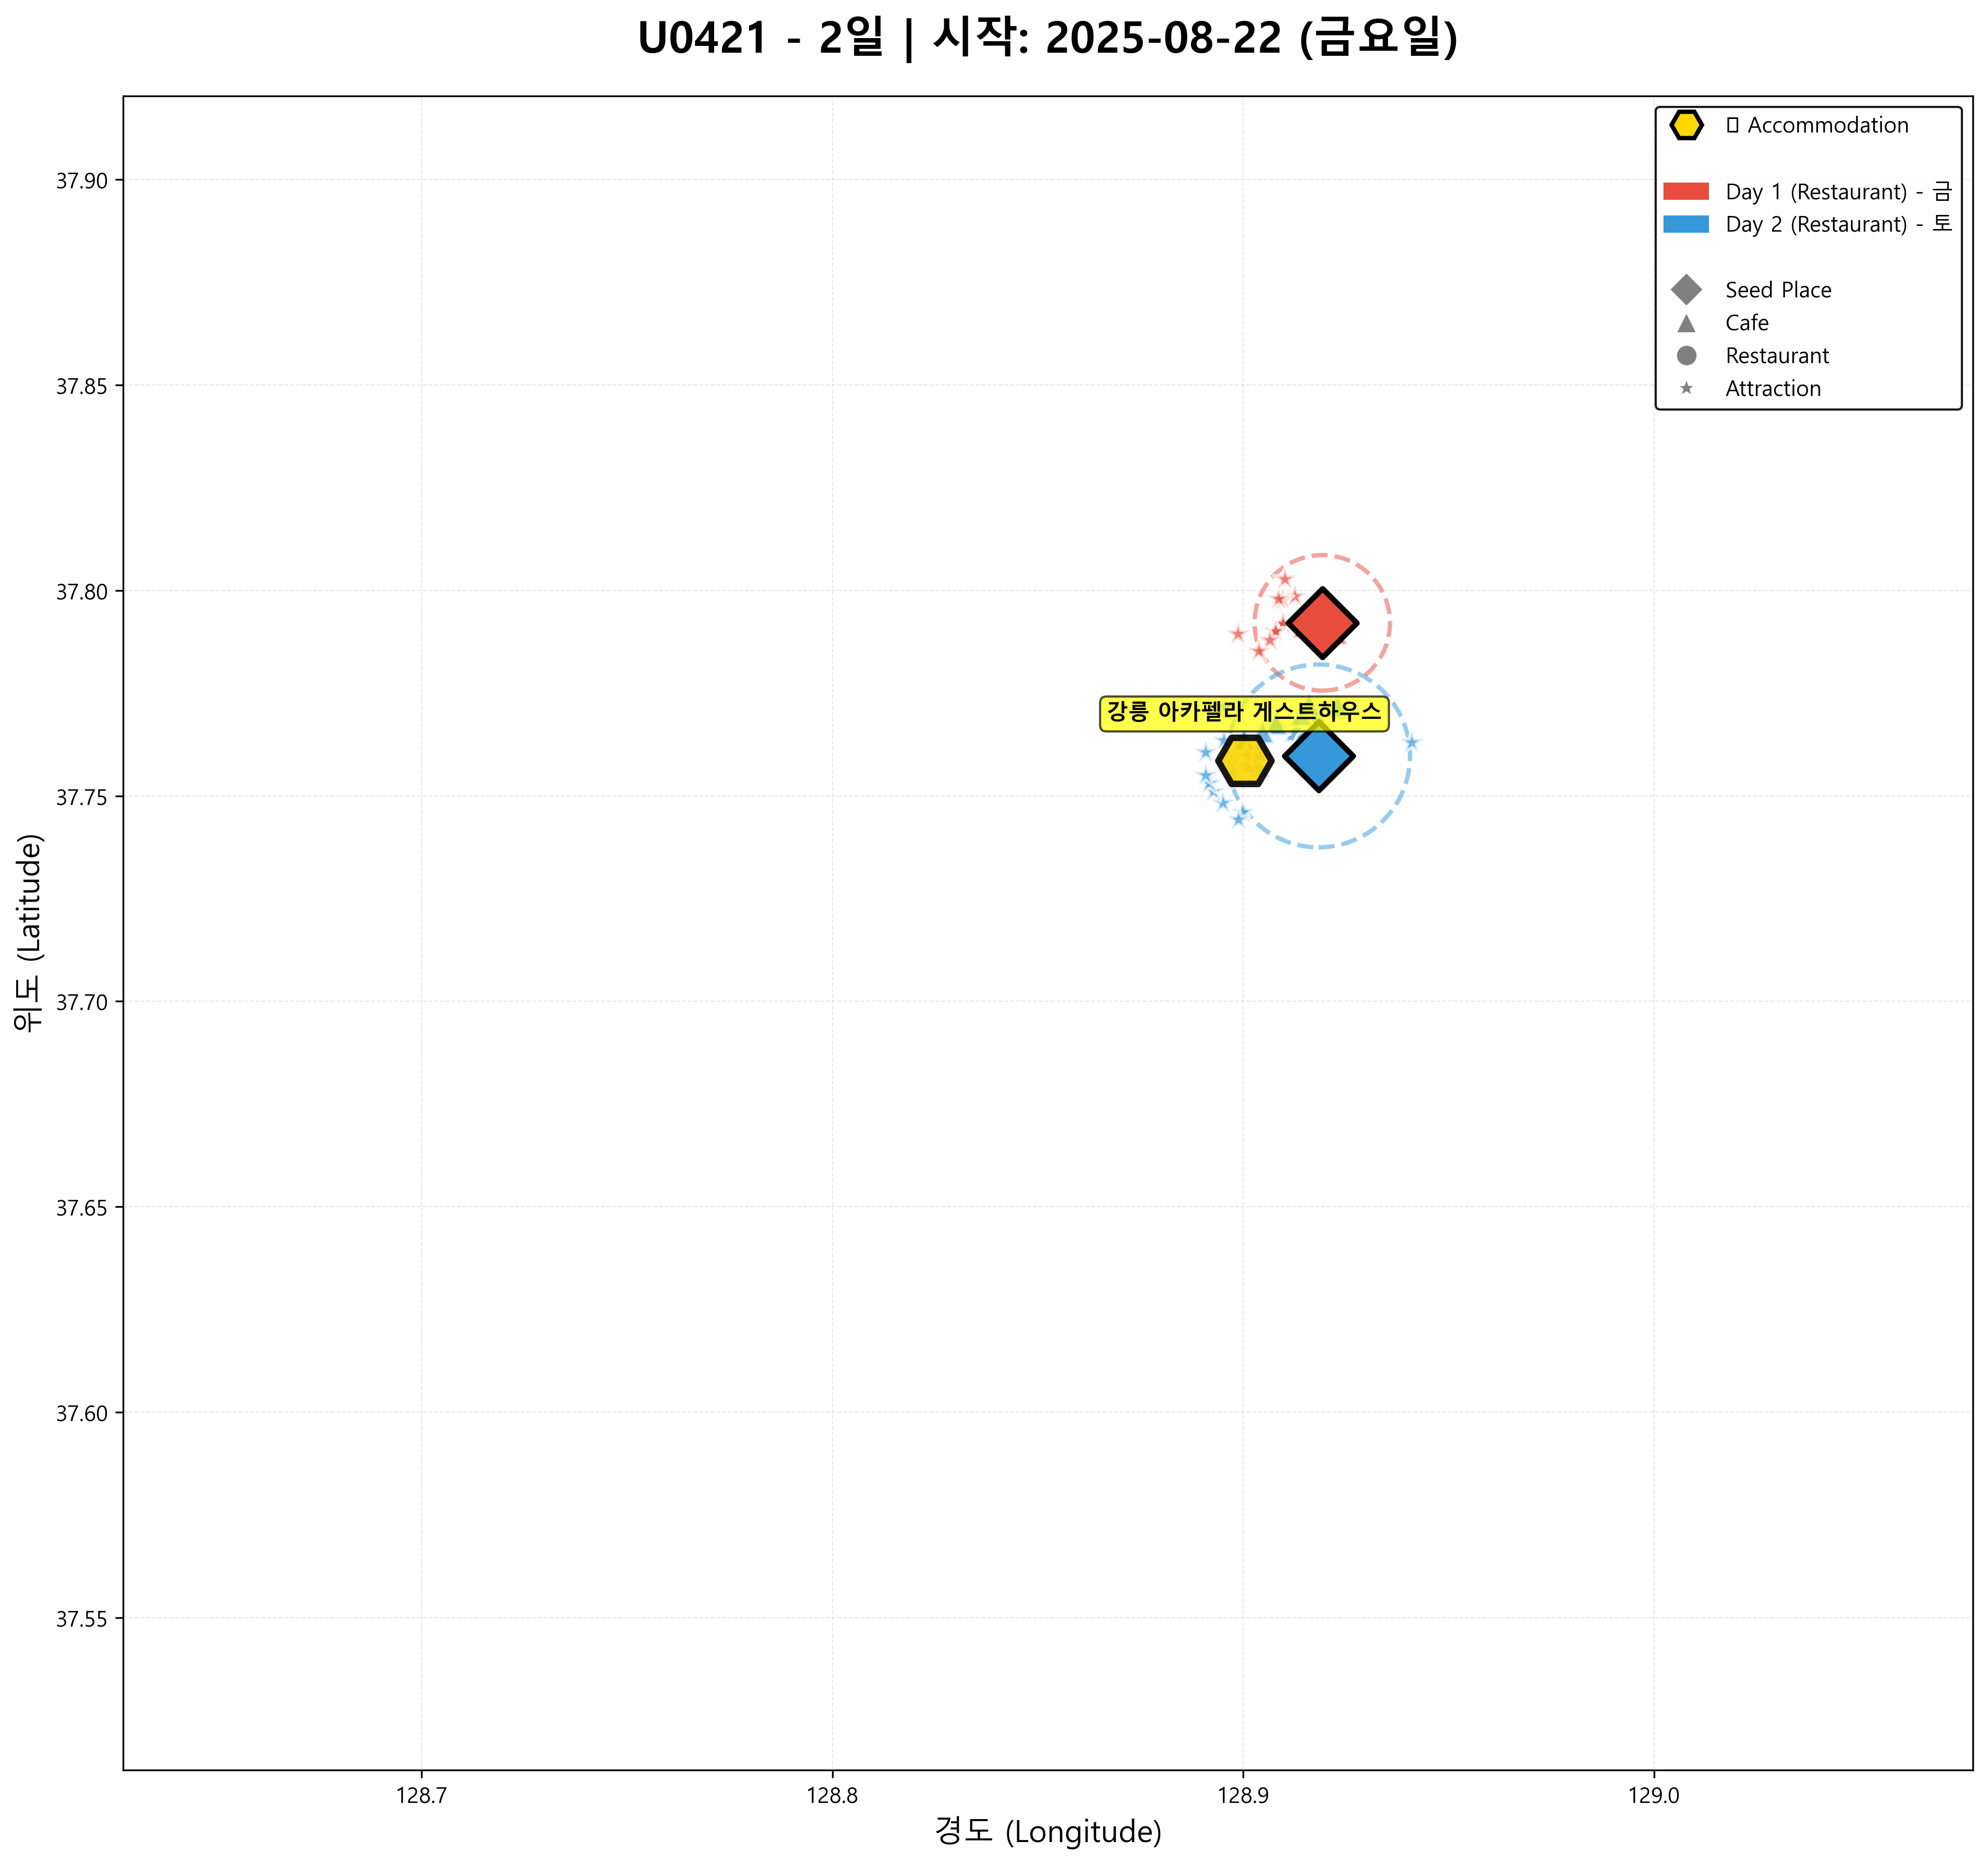 U0421 - 2일 | 시작: 2025-08-22 (금요일)
Accommodation
Day 1 (Restaurant) - 금
Day 2 (Restaurant) - 토
Seed Place
Cafe
Restaurant
Attraction
37.90
37.85
37.80
37.75
37.70
37.65
37.60
37.55
강릉 아카펠라 게스트하우스
위도 (Latitude)
128.7
128.8
128.9
129.0
경도 (Longitude)